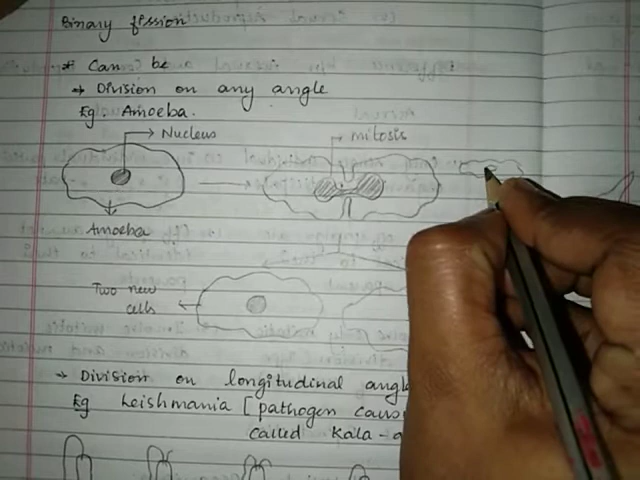 Binary fission
* Can be a
→ Division on any angle
Eg. Amoeba.
→ Nucleus
→ mitosis
Amoeba
Two new
cells
→ Division on longitudinal angle
Eg Leishmania [pathogen caus
called Kala-a